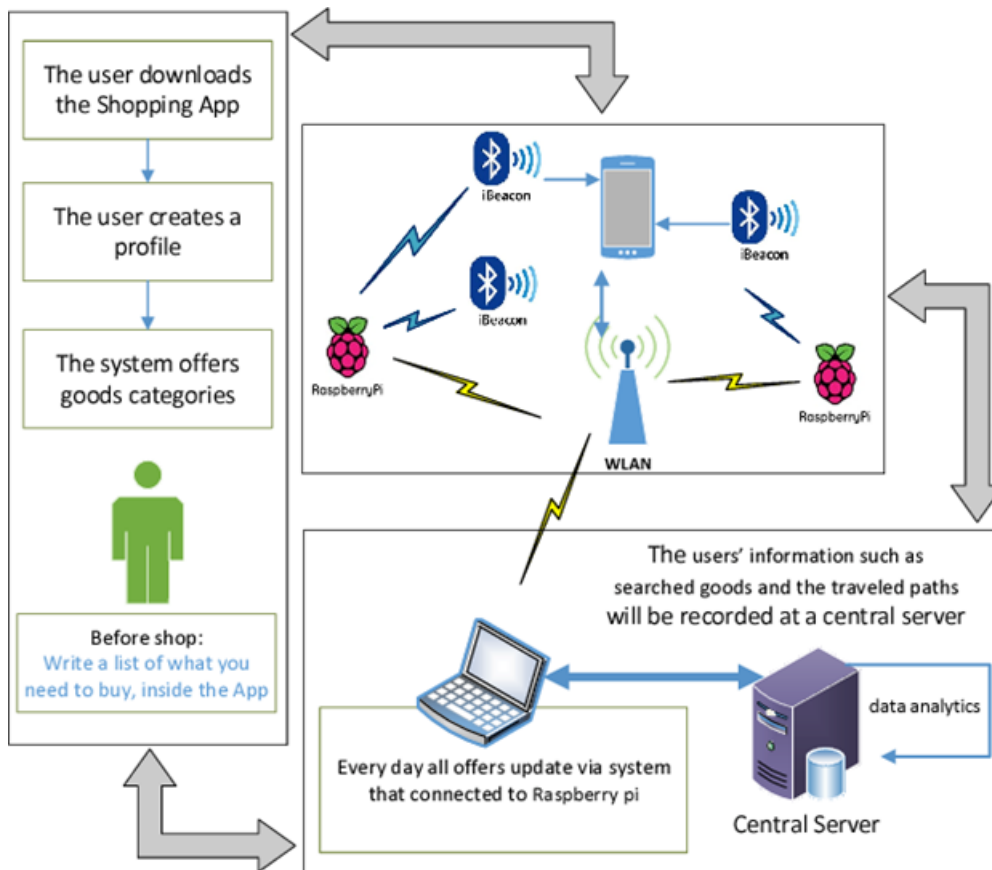 The user downloads
the Shopping App
The user creates a
profile
The system offers
goods categories
Before shop:
Write a list of what you
need to buy, inside the App
iBeacon
iBeacon
iBeacon
RaspberryPi
RaspberryPi
WLAN
The users’ information such as
searched goods and the traveled paths
will be recorded at a central server
data analytics
Every day all offers update via system
that connected to Raspberry pi
Central Server